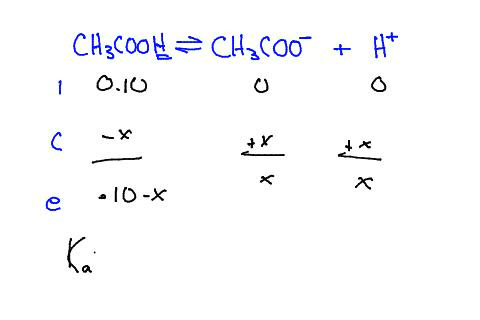 CH₃COOH ⇌ CH₃COO⁻ + H⁺
I 0.10 0 0
C -x +x +x
e .10-x x x
Ka